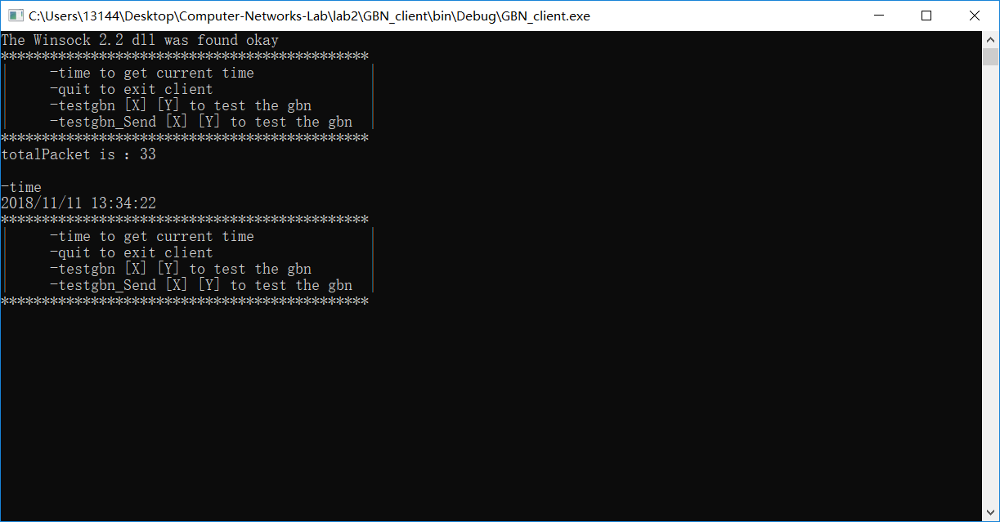 C:\Users\13144\Desktop\Computer-Networks-Lab\lab2\GBN_client\bin\Debug\GBN_client.exe
The Winsock 2.2 dll was found okay
*********************************************
|     -time to get current time              |
|     -quit to exit client                   |
|     -testgbn [X] [Y] to test the gbn       |
|     -testgbn_Send [X] [Y] to test the gbn  |
*********************************************
totalPacket is : 33
-time
2018/11/11 13:34:22
*********************************************
|     -time to get current time              |
|     -quit to exit client                   |
|     -testgbn [X] [Y] to test the gbn       |
|     -testgbn_Send [X] [Y] to test the gbn  |
*********************************************